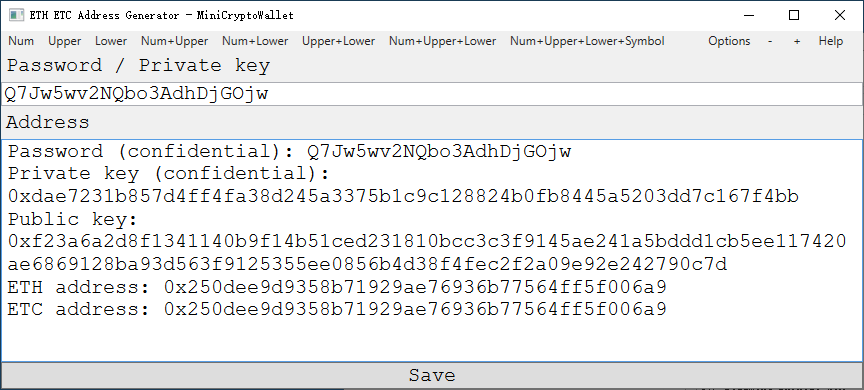 ETH ETC Address Generator - MiniCryptoWallet
Num Upper Lower Num+Upper Num+Lower Upper+Lower Num+Upper+Lower Num+Upper+Lower+Symbol Options - + Help
Password / Private key
Q7Jw5wv2NQbo3AdhDjGOjw
Address
Password (confidential): Q7Jw5wv2NQbo3AdhDjGOjw
Private key (confidential):
0xdae7231b857d4ff4fa38d245a3375b1c9c128824b0fb8445a5203dd7c167f4bb
Public key:
0xf23a6a2d8f1341140b9f14b51ced231810bcc3c3f9145ae241a5bddd1cb5ee117420
ae6869128ba93d563f9125355ee0856b4d38f4fec2f2a09e92e242790c7d
ETH address: 0x250dee9d9358b71929ae76936b77564ff5f006a9
ETC address: 0x250dee9d9358b71929ae76936b77564ff5f006a9
Save